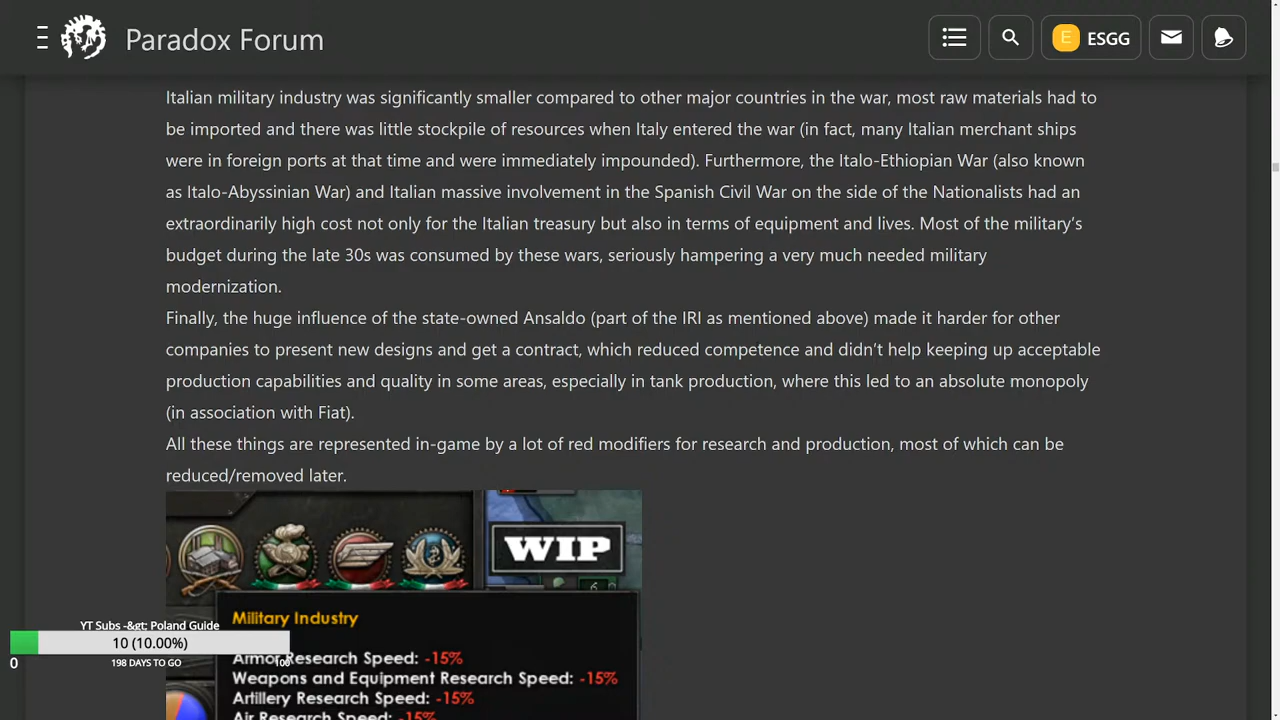 Paradox Forum
E ESGG
Italian military industry was significantly smaller compared to other major countries in the war, most raw materials had to
be imported and there was little stockpile of resources when Italy entered the war (in fact, many Italian merchant ships
were in foreign ports at that time and were immediately impounded). Furthermore, the Italo-Ethiopian War (also known
as Italo-Abyssinian War) and Italian massive involvement in the Spanish Civil War on the side of the Nationalists had an
extraordinarily high cost not only for the Italian treasury but also in terms of equipment and lives. Most of the military’s
budget during the late 30s was consumed by these wars, seriously hampering a very much needed military
modernization.
Finally, the huge influence of the state-owned Ansaldo (part of the IRI as mentioned above) made it harder for other
companies to present new designs and get a contract, which reduced competence and didn’t help keeping up acceptable
production capabilities and quality in some areas, especially in tank production, where this led to an absolute monopoly
(in association with Fiat).
All these things are represented in-game by a lot of red modifiers for research and production, most of which can be
reduced/removed later.
WIP
Military Industry
Armor Research Speed: -15%
Weapons and Equipment Research Speed: -15%
Artillery Research Speed: -15%
Air Research Speed: -15%
YT Subs -&gt; Poland Guide
10 (10.00%)
0 198 DAYS TO GO 100